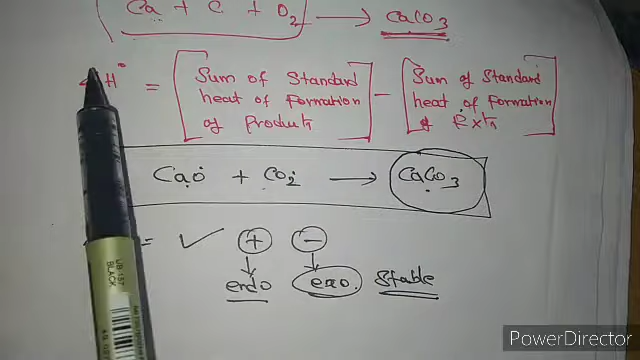 Ca + C + O2 → CaCO3
H° = [Sum of Standard heat of formation of Products] - [Sum of Standard heat of formation of Rxts]
CaO + CO2 → CaCO3
= ✓ + -
↓ ↓
endo exo. Stable
UB-157
BLACK
PowerDirector